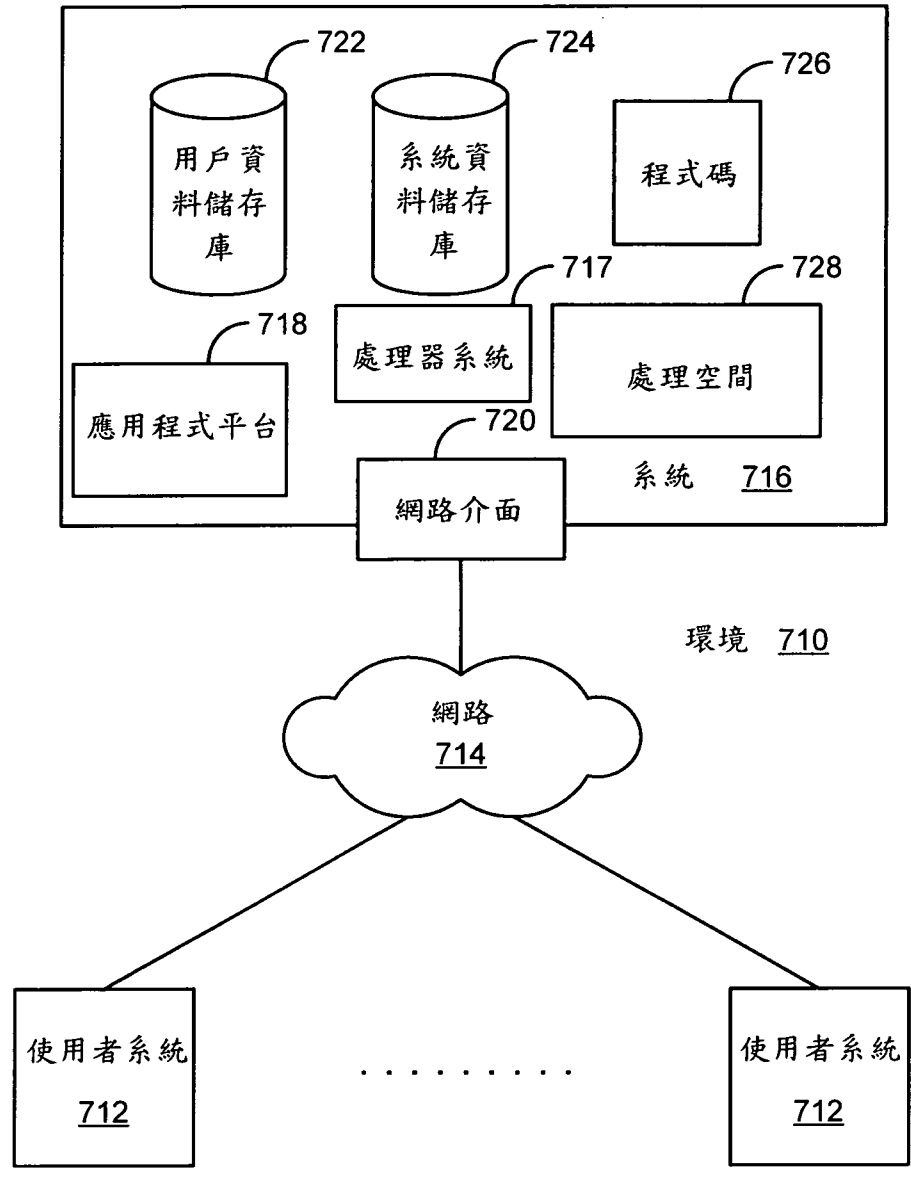 722
724
726
用戶資
料儲存
庫
系統資
料儲存
庫
程式碼
718
717
728
應用程式平台
處理器系統
處理空間
720
網路介面
系統 716
環境 710
網路
714
使用者系統
712
.........
使用者系統
712